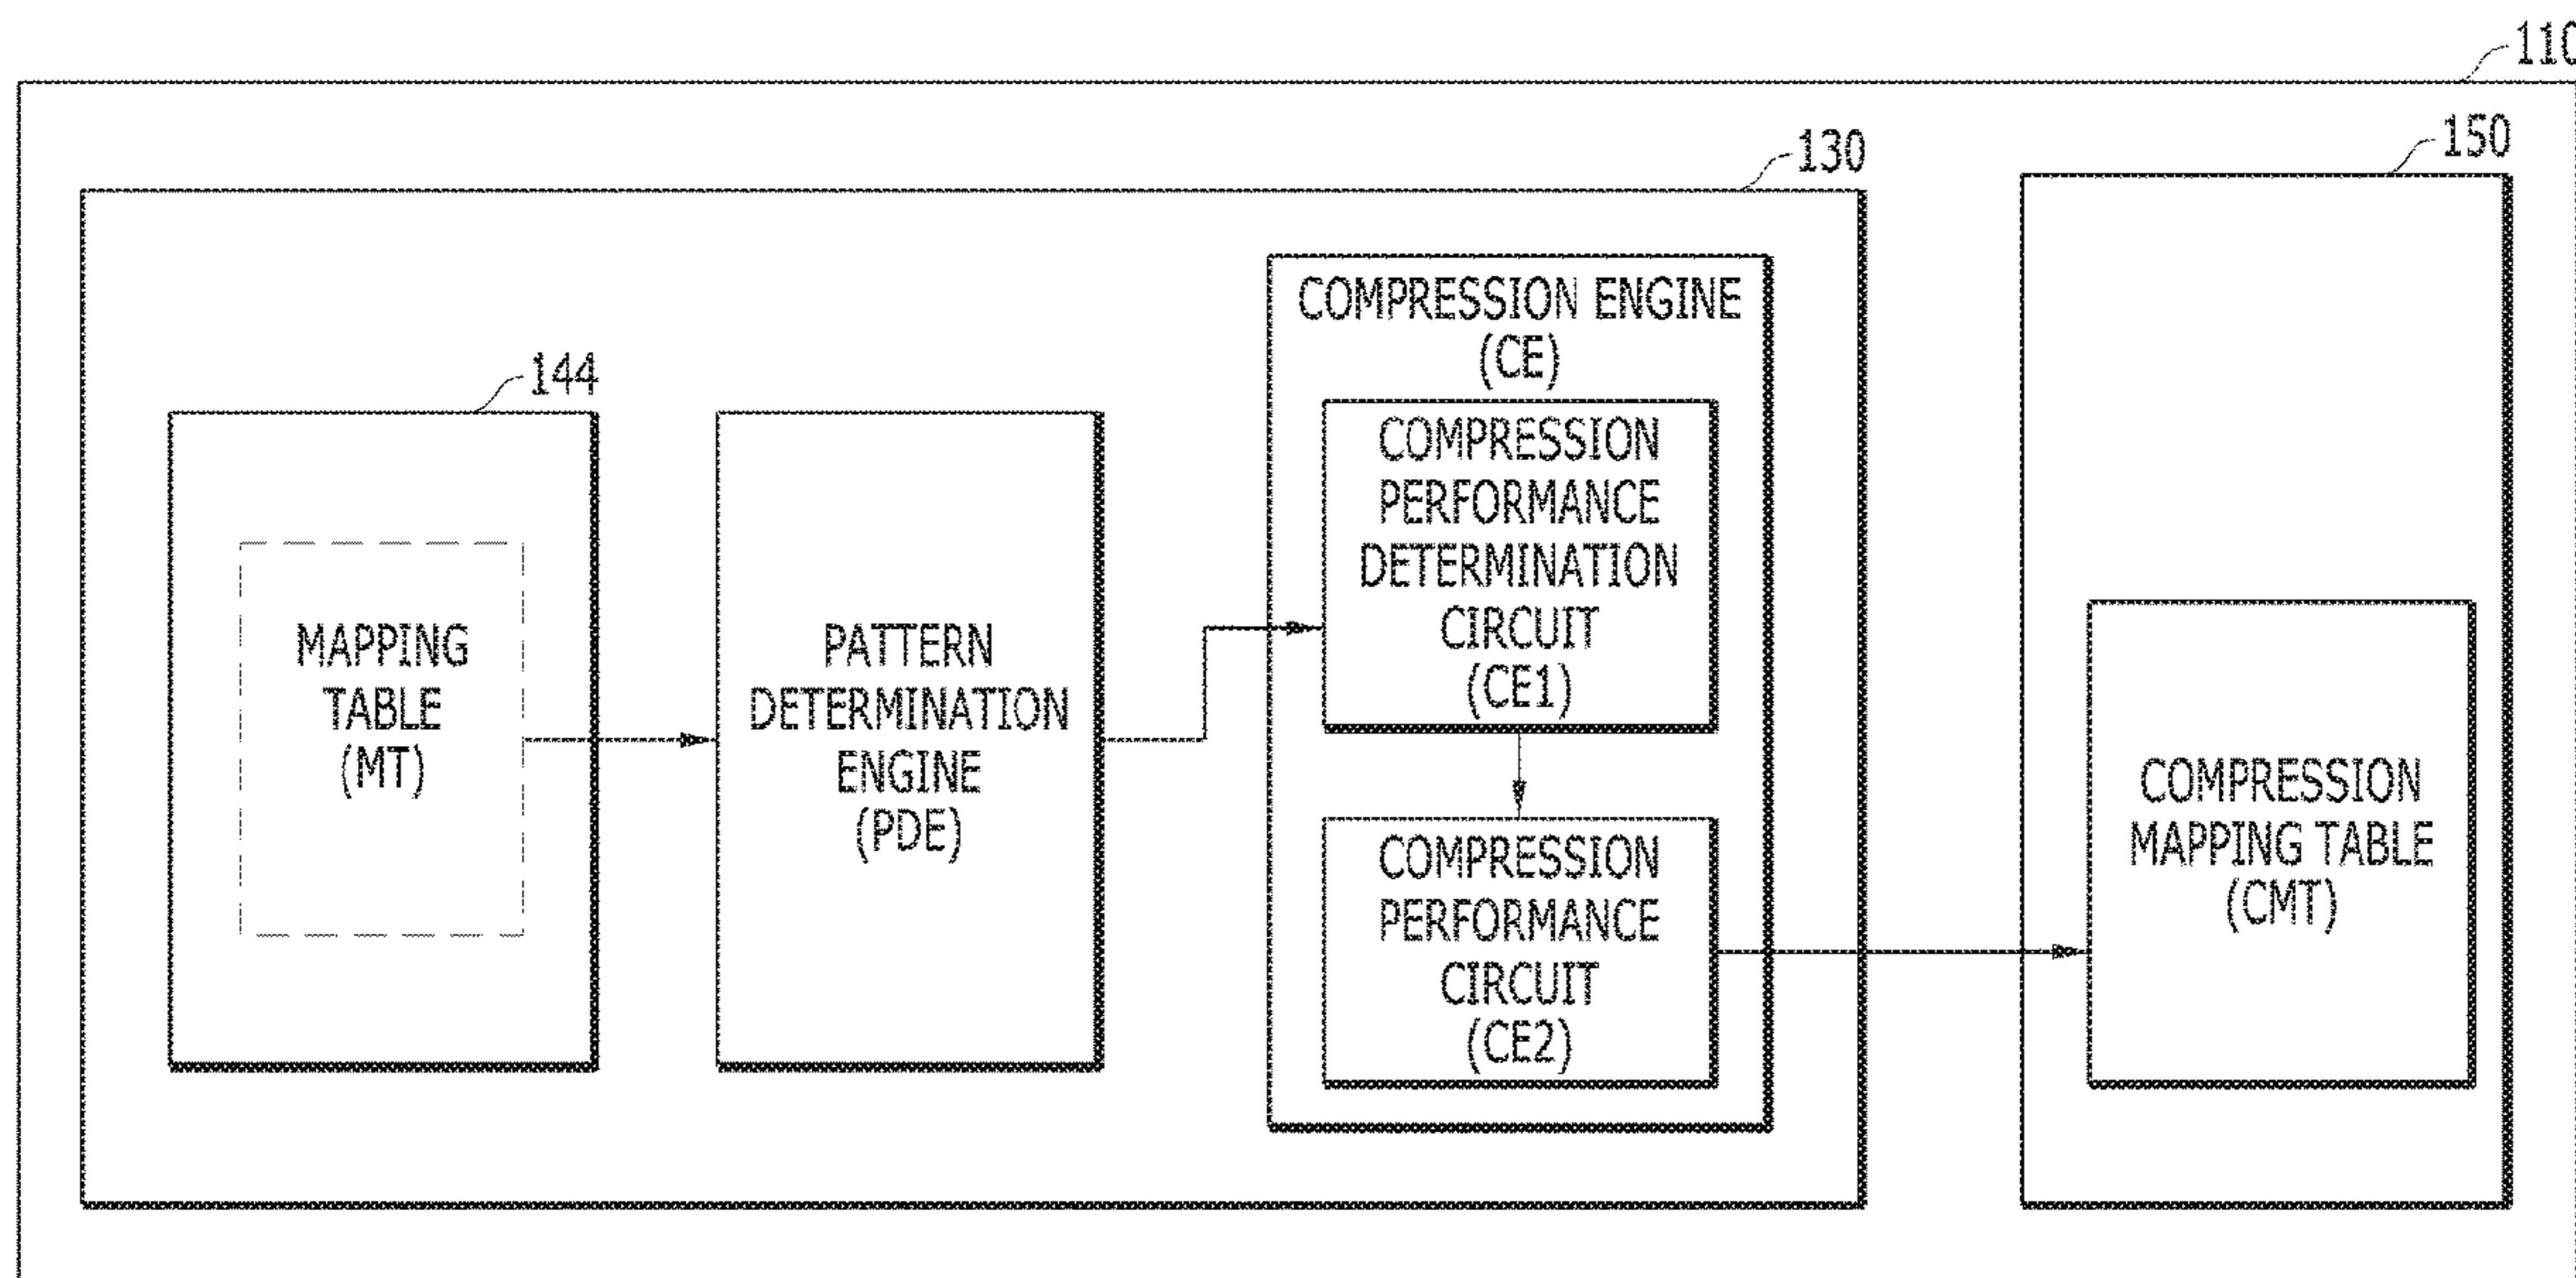 110
130
150
144
MAPPING
TABLE
(MT)
PATTERN
DETERMINATION
ENGINE
(PDE)
COMPRESSION ENGINE
(CE)
COMPRESSION
PERFORMANCE
DETERMINATION
CIRCUIT
(CE1)
COMPRESSION
PERFORMANCE
CIRCUIT
(CE2)
COMPRESSION
MAPPING TABLE
(CMT)